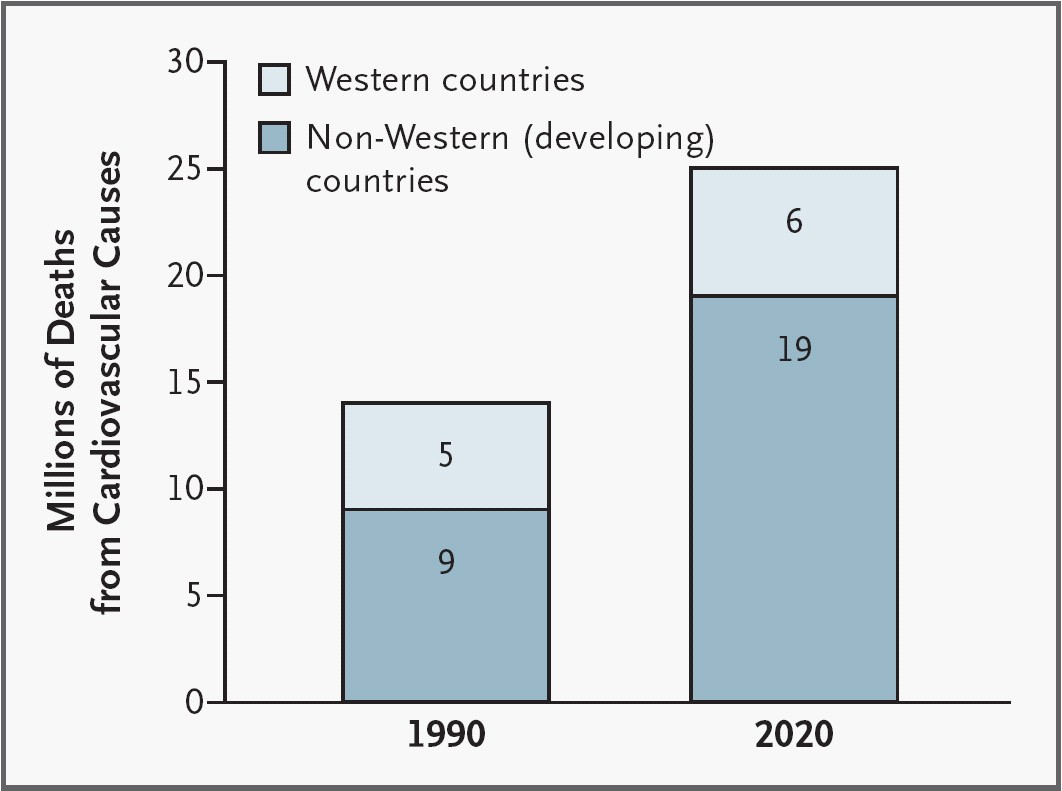 Millions of Deaths
from Cardiovascular Causes
30
25
20
15
10
5
0
Western countries
Non-Western (developing)
countries
5
9
6
19
1990
2020